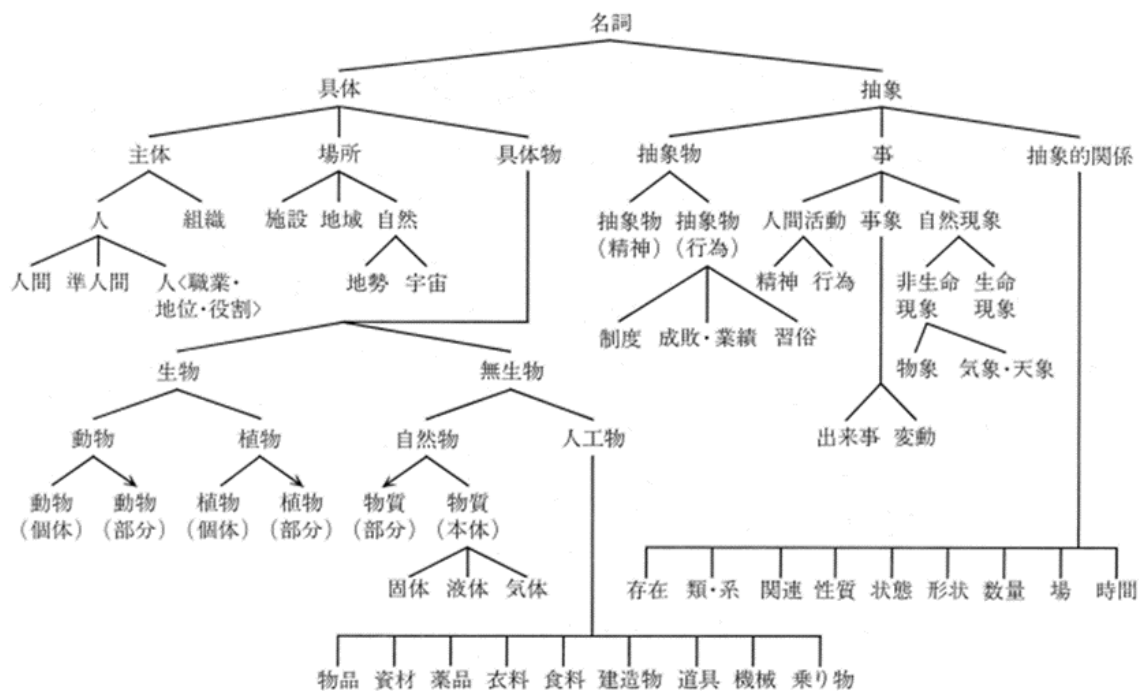 名詞
具体
抽象
主体
場所
具体物
抽象物
事
抽象的関係
人
組織
施設
地域
自然
抽象物
(精神)
抽象物
(行為)
人間活動
事象
自然現象
人間
準人間
人〈職業・
地位・役割〉
地勢
宇宙
精神
行為
非生命
現象
生命
現象
制度
成敗・業績
習俗
物象
気象・天象
生物
無生物
出来事
変動
動物
植物
自然物
人工物
動物
(個体)
動物
(部分)
植物
(個体)
植物
(部分)
物質
(部分)
物質
(本体)
固体
液体
気体
存在
類・系
関連
性質
状態
形状
数量
場
時間
物品
資材
薬品
衣料
食料
建造物
道具
機械
乗り物